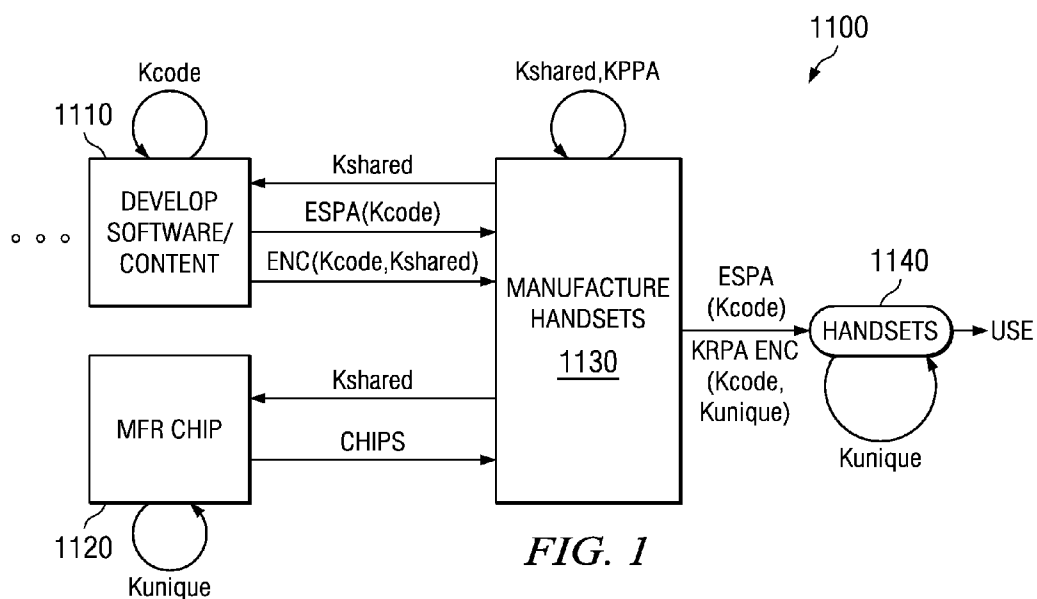 1100
Kcode
Kshared,KPPA
1110
DEVELOP
SOFTWARE/
CONTENT
Kshared
ESPA(Kcode)
ENC(Kcode,Kshared)
MANUFACTURE
HANDSETS
1130
ESPA
(Kcode)
KRPA ENC
(Kcode,
Kunique)
1140
HANDSETS
USE
Kunique
MFR CHIP
Kshared
CHIPS
1120
Kunique
FIG. 1